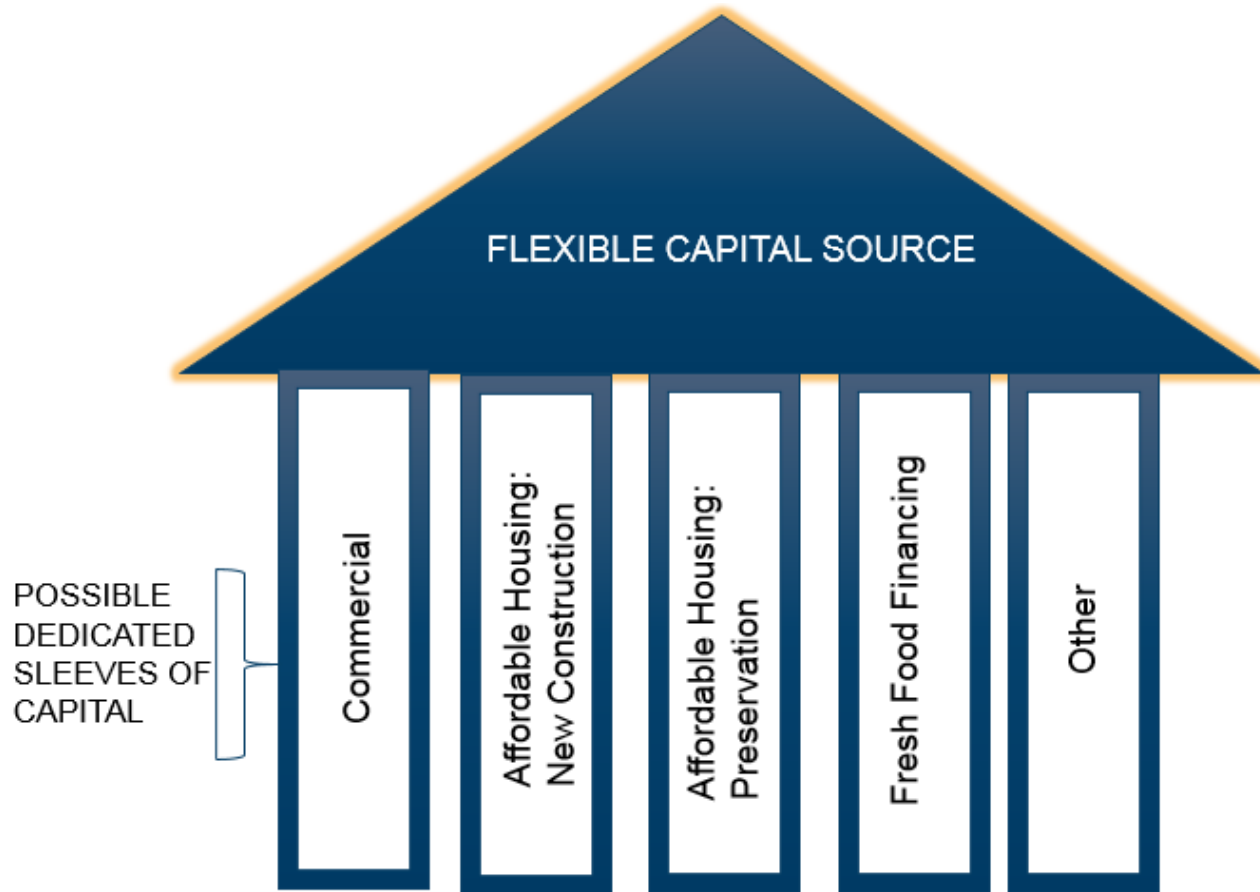 FLEXIBLE CAPITAL SOURCE
POSSIBLE
DEDICATED
SLEEVES OF
CAPITAL
Commercial
Affordable Housing:
New Construction
Affordable Housing:
Preservation
Fresh Food Financing
Other